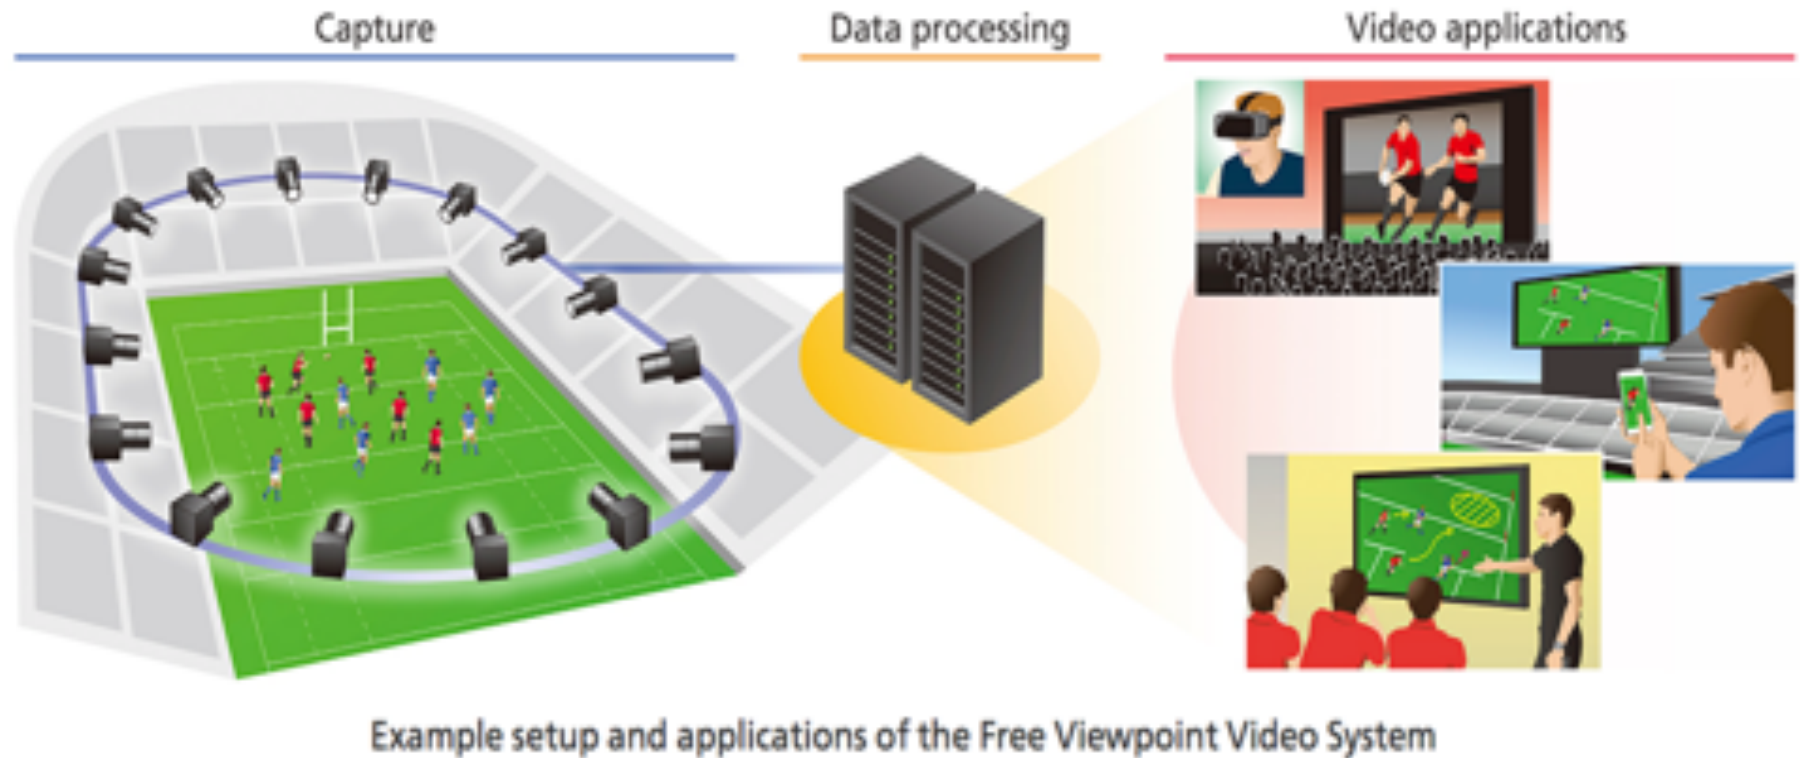 Capture
Data processing
Video applications
Example setup and applications of the Free Viewpoint Video System